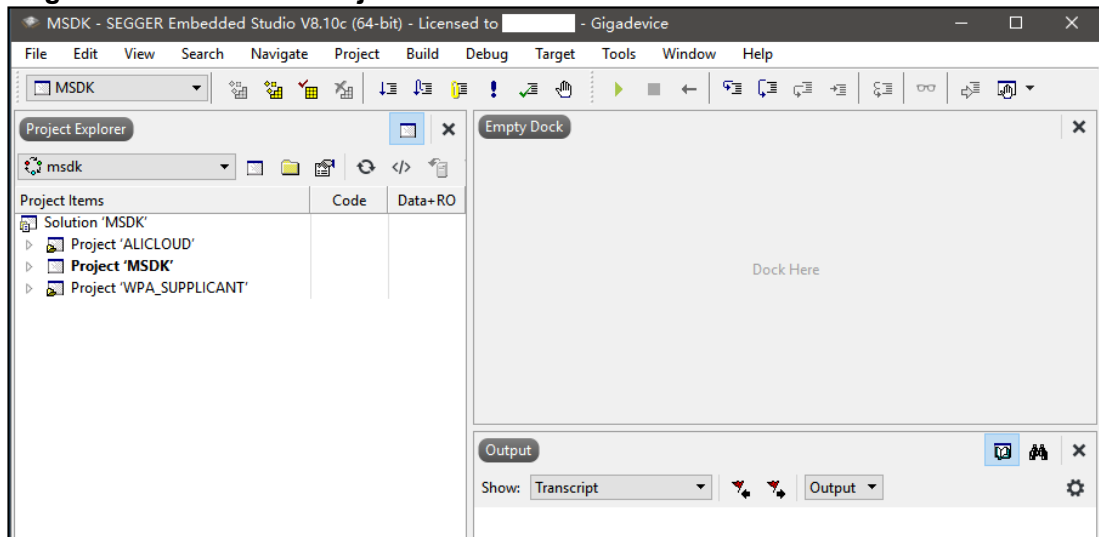 MSDK - SEGGER Embedded Studio V8.10c (64-bit) - Licensed to - Gigadevice
File Edit View Search Navigate Project Build Debug Target Tools Window Help
MSDK
Project Explorer
Empty Dock
msdk
Project Items Code Data+RO
Solution 'MSDK'
Project 'ALICLOUD'
Project 'MSDK'
Project 'WPA_SUPPLICANT'
Dock Here
Output
Show: Transcript Output